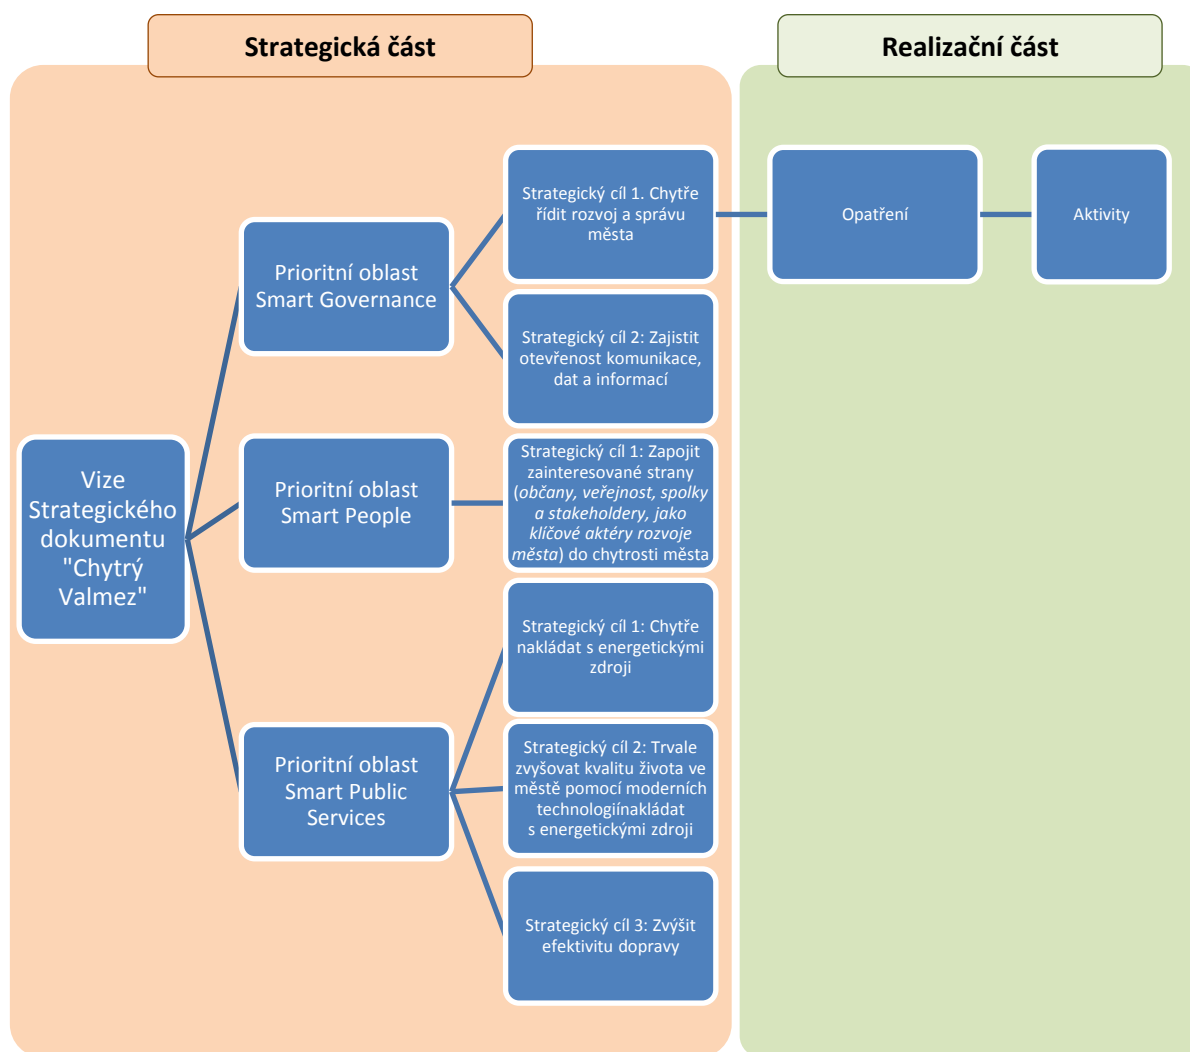 Strategická část
Realizační část
Vize
Strategického
dokumentu
"Chytrý
Valmez"
Prioritní oblast
Smart Governance
Strategický cíl 1. Chytře
řídit rozvoj a správu
města
Opatření
Aktivity
Strategický cíl 2: Zajistit
otevřenost komunikace,
dat a informací
Prioritní oblast
Smart People
Strategický cíl 1: Zapojit
zainteresované strany
(občany, veřejnost, spolky
a stakeholdery, jako
klíčové aktéry rozvoje
města) do chytrosti města
Prioritní oblast
Smart Public
Services
Strategický cíl 1: Chytře
nakládat s energetickými
zdroji
Strategický cíl 2: Trvale
zvyšovat kvalitu života ve
městě pomocí moderních
technologiínakládat
s energetickými zdroji
Strategický cíl 3: Zvýšit
efektivitu dopravy